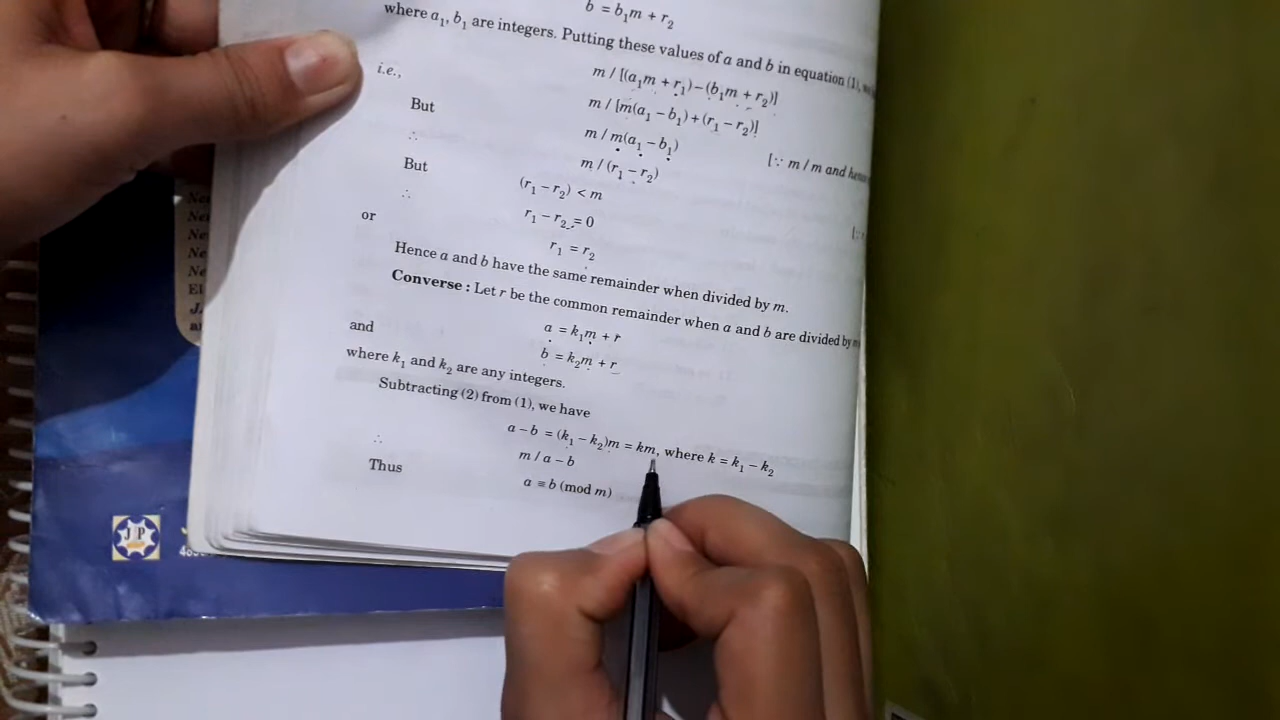 b = b₁m + r₂
where a₁, b₁ are integers. Putting these values of a and b in equation (1),
m / [(a₁m + r₁) – (b₁m + r₂)]
i.e., m / [m(a₁ – b₁) + (r₁ – r₂)]
But m / m(a₁ – b₁) [∵ m / m and hence
∴ m / (r₁ – r₂)
But (r₁ – r₂) < m
∴ r₁ – r₂ = 0 [∵
or r₁ = r₂
Hence a and b have the same remainder when divided by m.
Converse : Let r be the common remainder when a and b are divided by m
a = k₁m + r
and b = k₂m + r
where k₁ and k₂ are any integers.
Subtracting (2) from (1), we have
a – b = (k₁ – k₂)m = km, where k = k₁ – k₂
∴ m / a – b
Thus a ≡ b (mod m)
J P